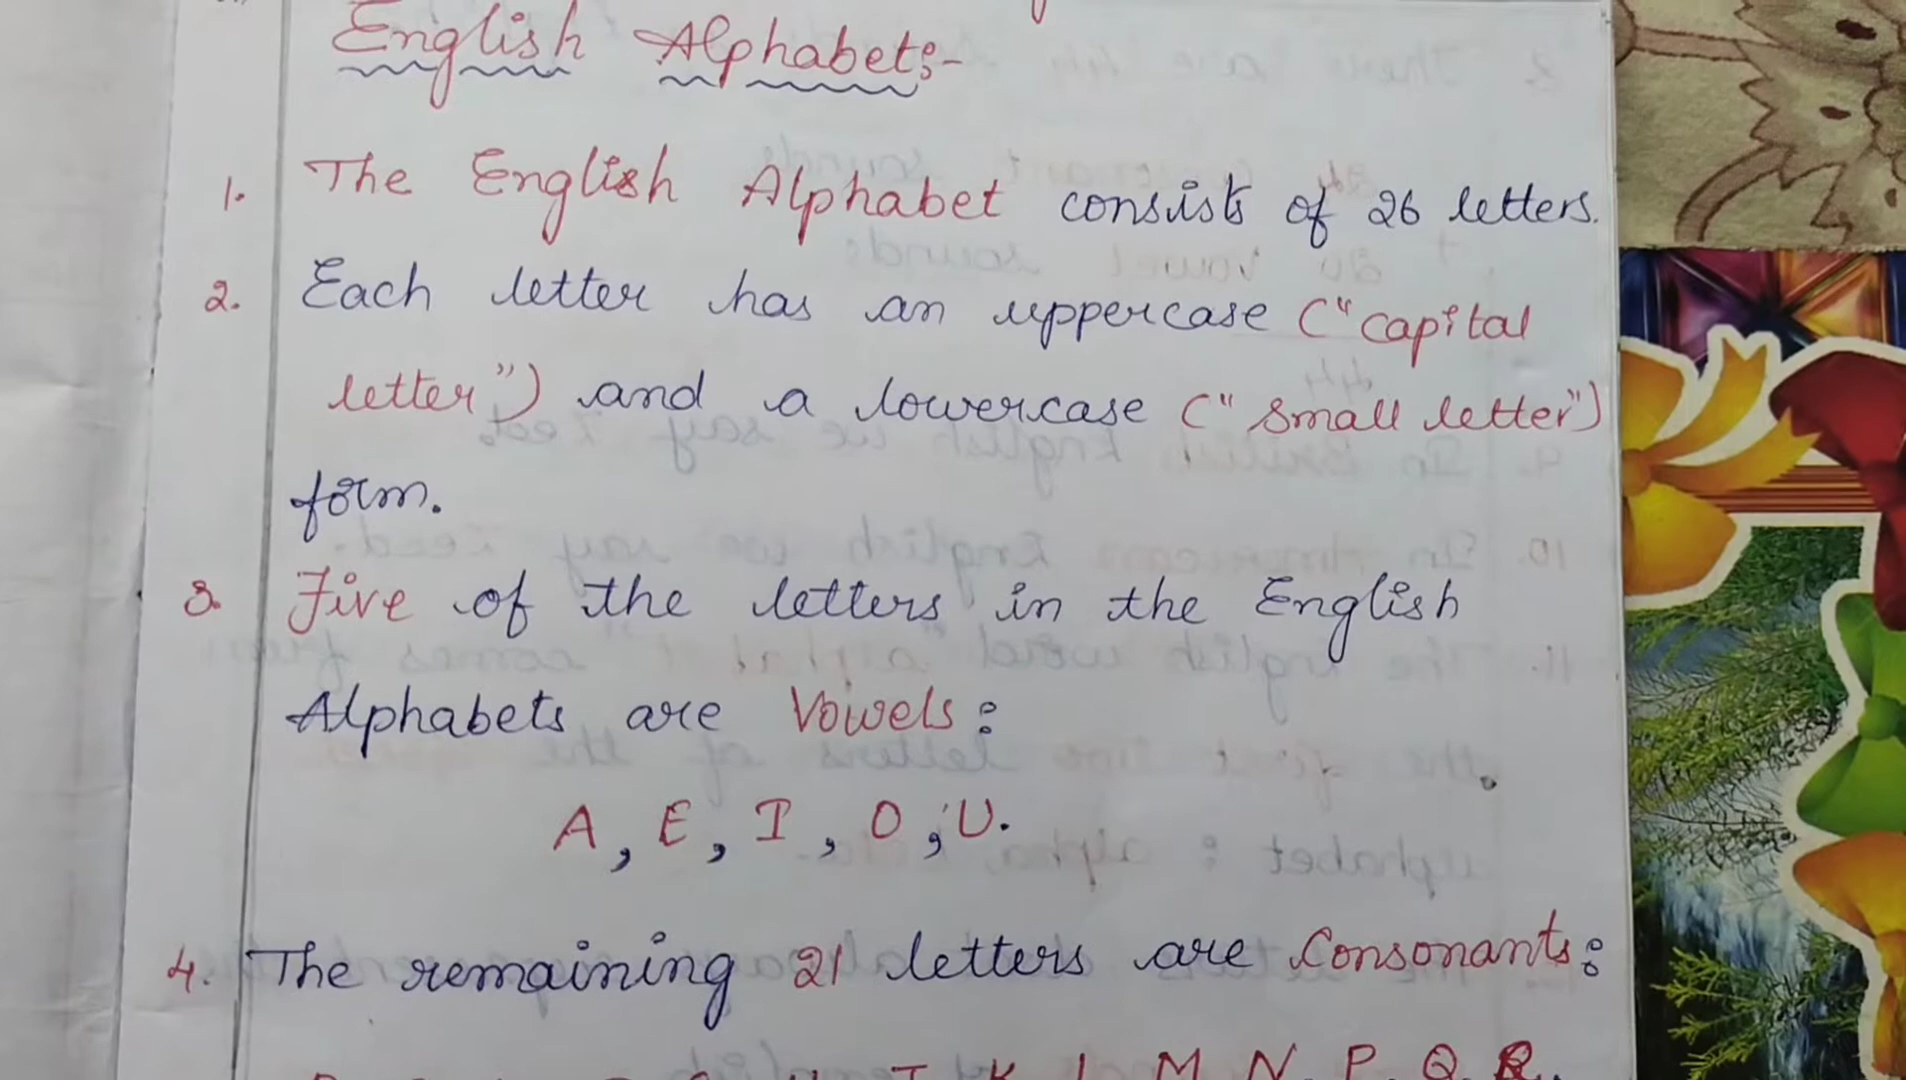 English Alphabet:-
1. The English Alphabet consists of 26 letters.
2. Each letter has an uppercase ("capital
letter") and a lowercase ("small letter")
form.
3. Five of the letters in the English
Alphabets are Vowels:
A, E, I, O, U.
4. The remaining 21 letters are Consonants:
K, L, M, N, P, Q, R,